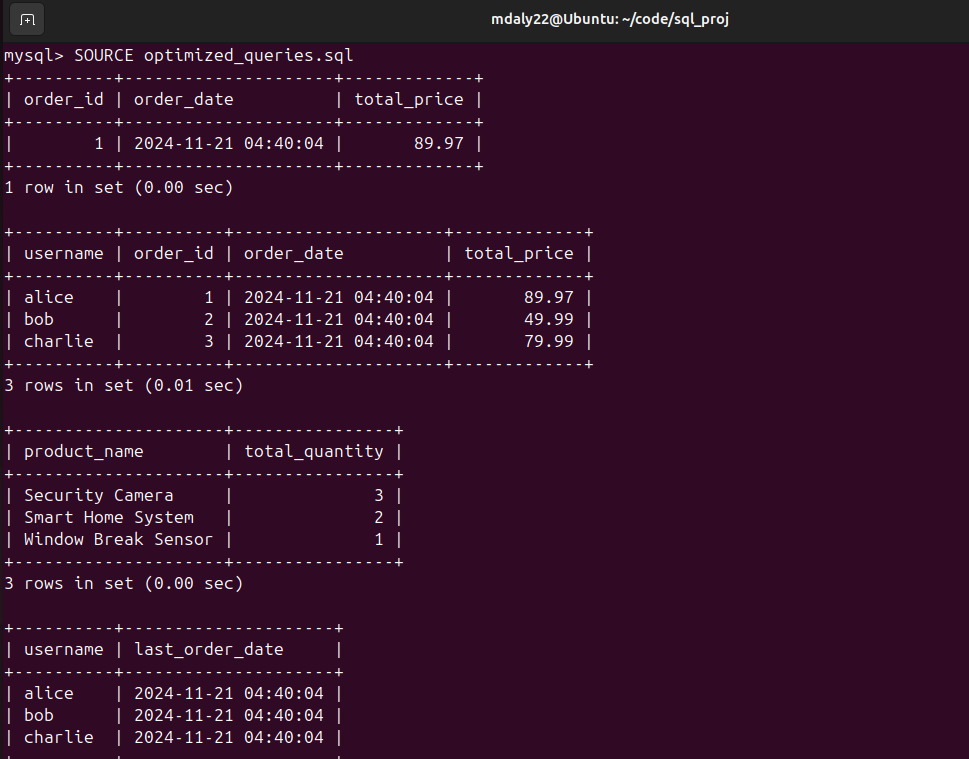 mdaly22@Ubuntu: ~/code/sql_proj
mysql> SOURCE optimized_queries.sql
+----------+---------------------+-------------+
| order_id | order_date          | total_price |
+----------+---------------------+-------------+
|        1 | 2024-11-21 04:40:04 |       89.97 |
+----------+---------------------+-------------+
1 row in set (0.00 sec)

+----------+----------+---------------------+-------------+
| username | order_id | order_date          | total_price |
+----------+----------+---------------------+-------------+
| alice    |        1 | 2024-11-21 04:40:04 |       89.97 |
| bob      |        2 | 2024-11-21 04:40:04 |       49.99 |
| charlie  |        3 | 2024-11-21 04:40:04 |       79.99 |
+----------+----------+---------------------+-------------+
3 rows in set (0.01 sec)

+---------------------+----------------+
| product_name        | total_quantity |
+---------------------+----------------+
| Security Camera     |              3 |
| Smart Home System   |              2 |
| Window Break Sensor |              1 |
+---------------------+----------------+
3 rows in set (0.00 sec)

+----------+---------------------+
| username | last_order_date     |
+----------+---------------------+
| alice    | 2024-11-21 04:40:04 |
| bob      | 2024-11-21 04:40:04 |
| charlie  | 2024-11-21 04:40:04 |